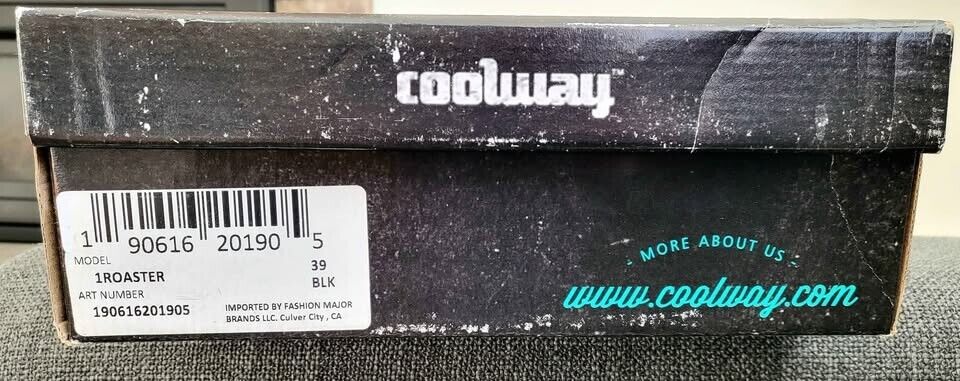 coolway™
1 90616 20190 5
MODEL
1ROASTER
39
BLK
ART NUMBER
190616201905
IMPORTED BY FASHION MAJOR
BRANDS LLC. Culver City , CA
- MORE ABOUT US -
www.coolway.com